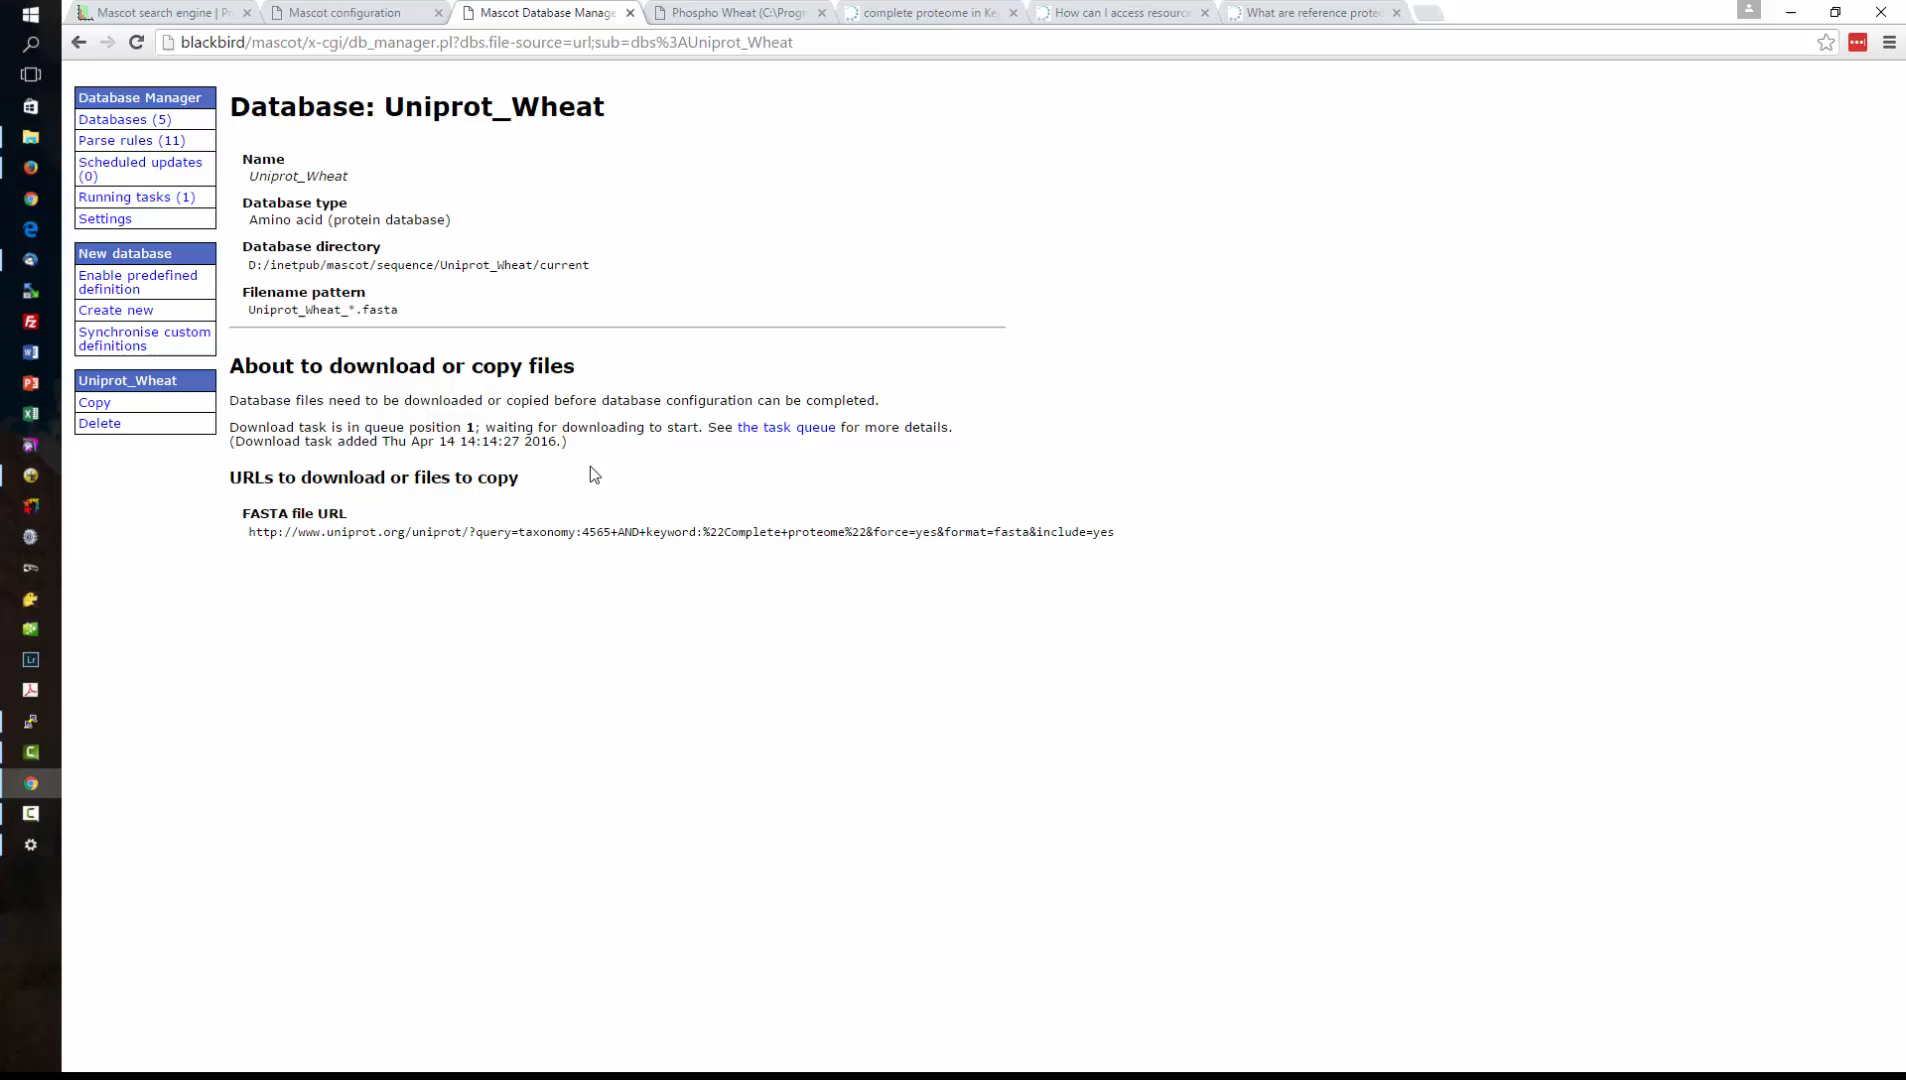 Mascot search engine | P
Mascot configuration
Mascot Database Manage
Phospho Wheat (C:\Progr
complete proteome in Ke
How can I access resourc
What are reference prote
blackbird/mascot/x-cgi/db_manager.pl?dbs.file-source=url;sub=dbs%3AUniprot_Wheat
Database Manager
Databases (5)
Parse rules (11)
Scheduled updates
(0)
Running tasks (1)
Settings
New database
Enable predefined
definition
Create new
Synchronise custom
definitions
Uniprot_Wheat
Copy
Delete
Database: Uniprot_Wheat
Name
Uniprot_Wheat
Database type
Amino acid (protein database)
Database directory
D:/inetpub/mascot/sequence/Uniprot_Wheat/current
Filename pattern
Uniprot_Wheat_*.fasta
About to download or copy files
Database files need to be downloaded or copied before database configuration can be completed.
Download task is in queue position 1; waiting for downloading to start. See the task queue for more details.
(Download task added Thu Apr 14 14:14:27 2016.)
URLs to download or files to copy
FASTA file URL
http://www.uniprot.org/uniprot/?query=taxonomy:4565+AND+keyword:%22Complete+proteome%22&force=yes&format=fasta&include=yes
Lr